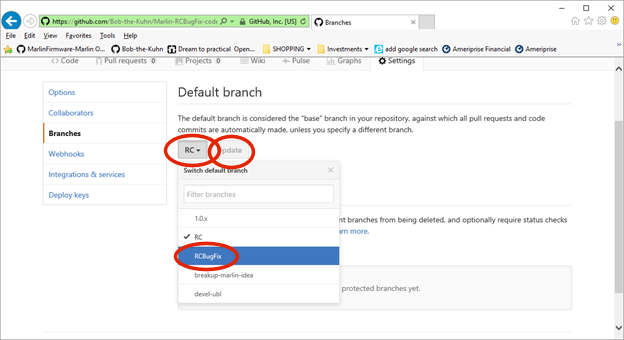 https://github.com/Bob-the-Kuhn/Marlin-RCBugFix-code
GitHub, Inc. [US]
Branches
File Edit View Favorites Tools Help
MarlinFirmware-Marlin O... Bob-the-Kuhn Dream to practical Open... SHOPPING Investments add google search Ameriprise Financial Ameriprise
Code Pull requests 0 Projects 0 Wiki Pulse Graphs Settings
Options
Collaborators
Branches
Webhooks
Integrations & services
Deploy keys
Default branch
The default branch is considered the "base" branch in your repository, against which all pull requests and code
commits are automatically made, unless you specify a different branch.
RC pdate
Switch default branch
Filter branches
1.0.x
RC
RCBugFix
breakup-marlin-idea
devel-ubl
nt branches from being deleted, and optionally require status checks
arn more.
protected branches yet.